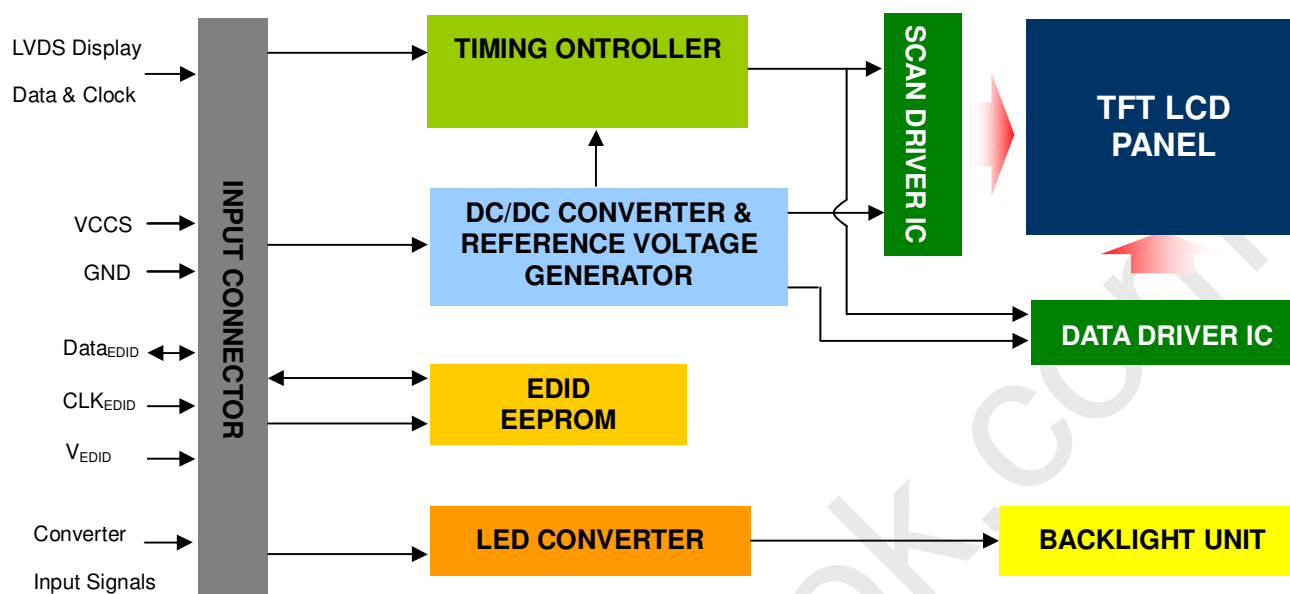 LVDS Display
Data & Clock
VCCS
GND
DataEDID
CLKEDID
VEDID
Converter
Input Signals
INPUT CONNECTOR
TIMING ONTROLLER
DC/DC CONVERTER &
REFERENCE VOLTAGE
GENERATOR
EDID
EEPROM
LED CONVERTER
SCAN DRIVER IC
TFT LCD
PANEL
DATA DRIVER IC
BACKLIGHT UNIT